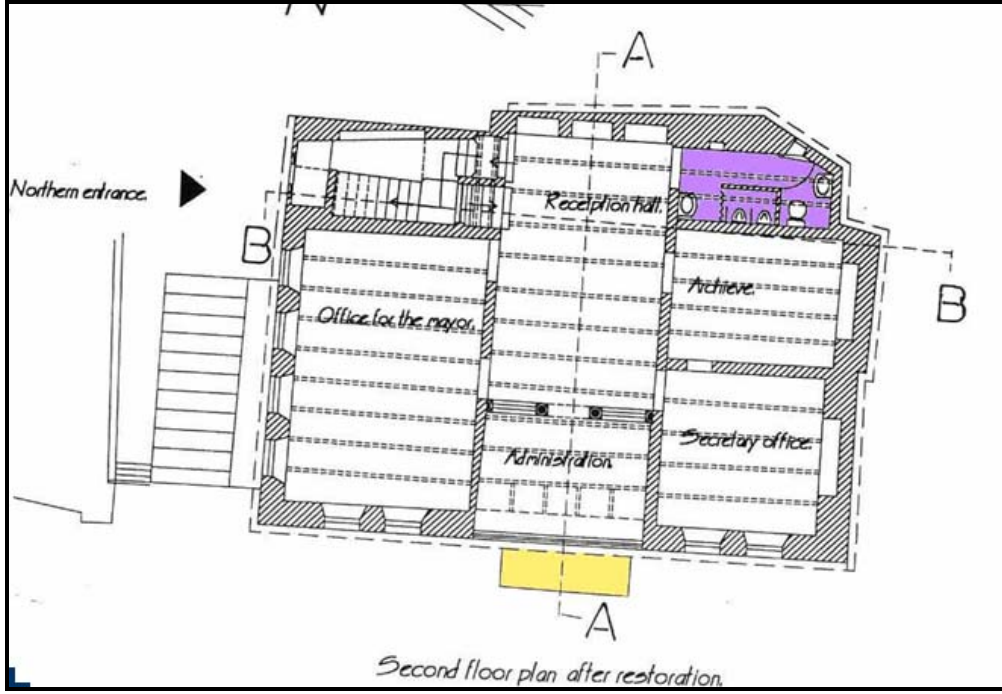 N
A
Northern entrance.
Reception hall.
B
Archieve.
B
Office for the mayor.
Secretary office.
Administration.
A
Second floor plan after restoration.